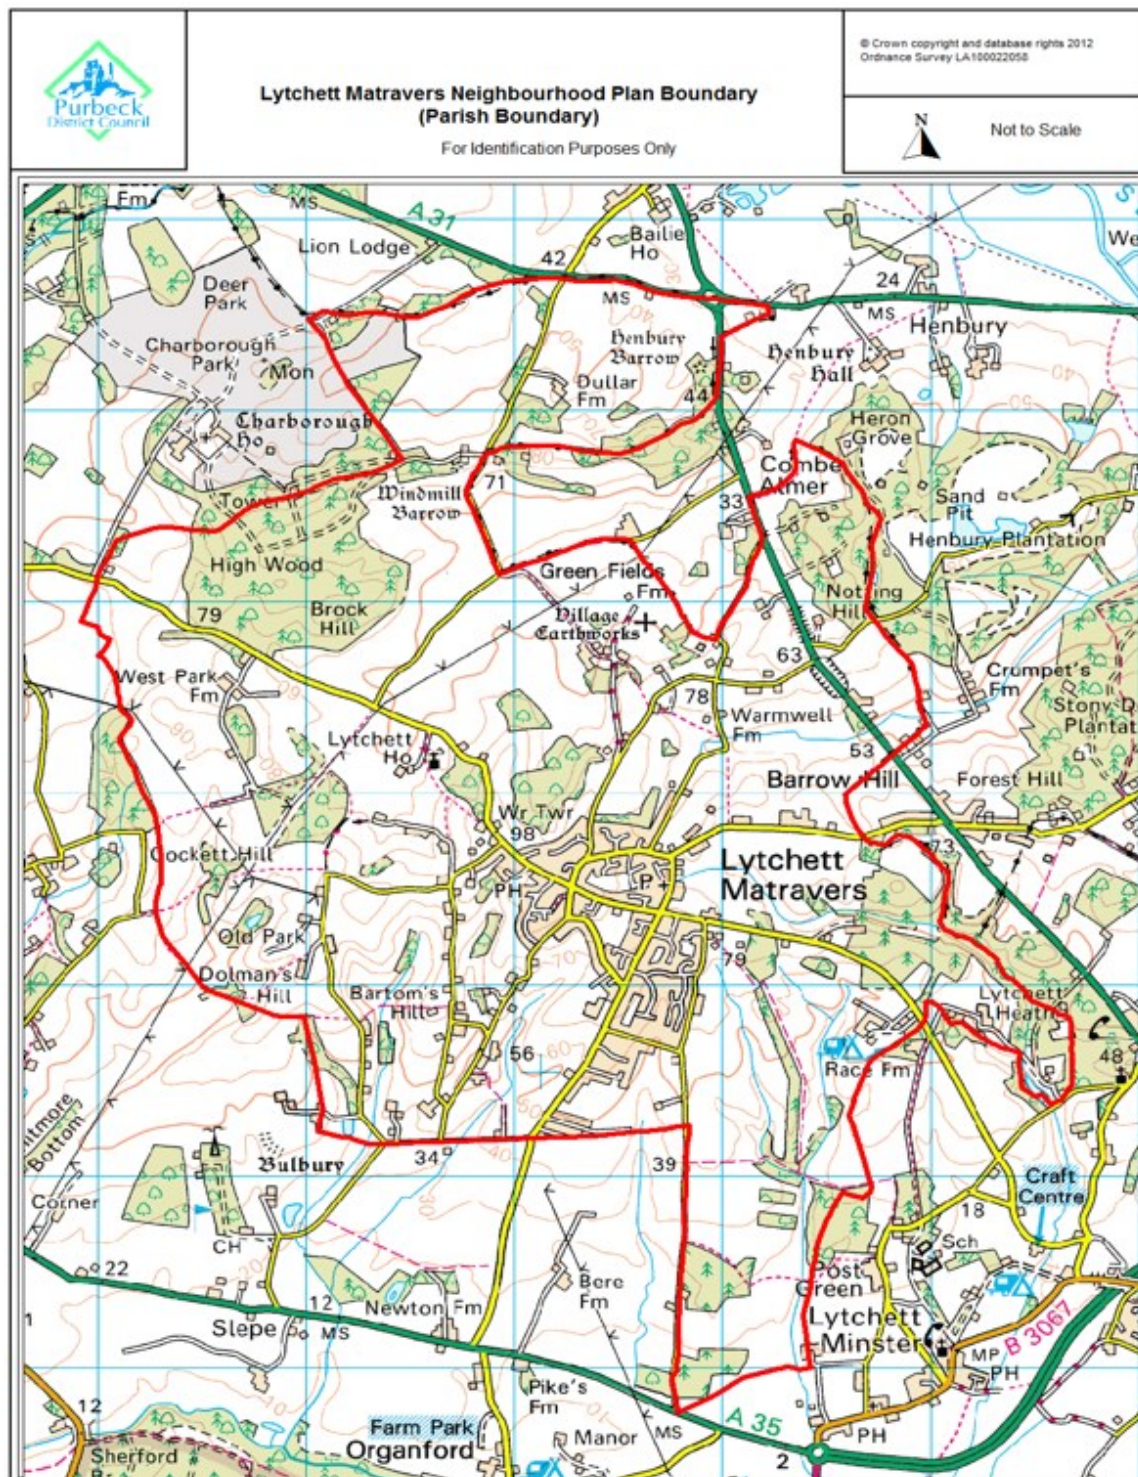 Purbeck
District Council
Lytchett Matravers Neighbourhood Plan Boundary
(Parish Boundary)
For Identification Purposes Only
© Crown copyright and database rights 2012
Ordnance Survey LA100022058
N
Not to Scale
Fm
MS
A 31
Lion Lodge
Bailie
Ho
42
Deer
Park
MS
24
MS
Henbury
Charborough
Park
Mon
Henbury
Barrow
Henbury
Hall
Dullar
Fm
44
Charborough
Ho
Heron
Grove
Combe
Almer
71
Windmill
Barrow
Tower
33
Sand
Pit
Henbury Plantation
High Wood
Green Fields
Fm
Notting
Hill
Brock
Hill
79
Village
Earthworks
63
Crumpet's
Fm
West Park
Fm
78
Warmwell
Fm
Stony D
Plantat
Lytchett
Ho
53
Barrow Hill
Forest Hill
Wr Twr
98
73
Cockett Hill
Lytchett
Matravers
PH
P
Old Park
79
Dolman's
Hill
Bartom's
Hill
Lytchett
Heath
56
60
Race Fm
48
itmore
Bottom
Bulbury
34
39
Craft
Centre
Corner
18
CH
Sch
22
Bere
Fm
Post
Green
12
Newton Fm
Slepe
MS
Lytchett
Minster
B 3067
MP
PH
Pike's
Fm
12
Farm Park
Organford
A 35
MS
PH
Manor
2
Sherford